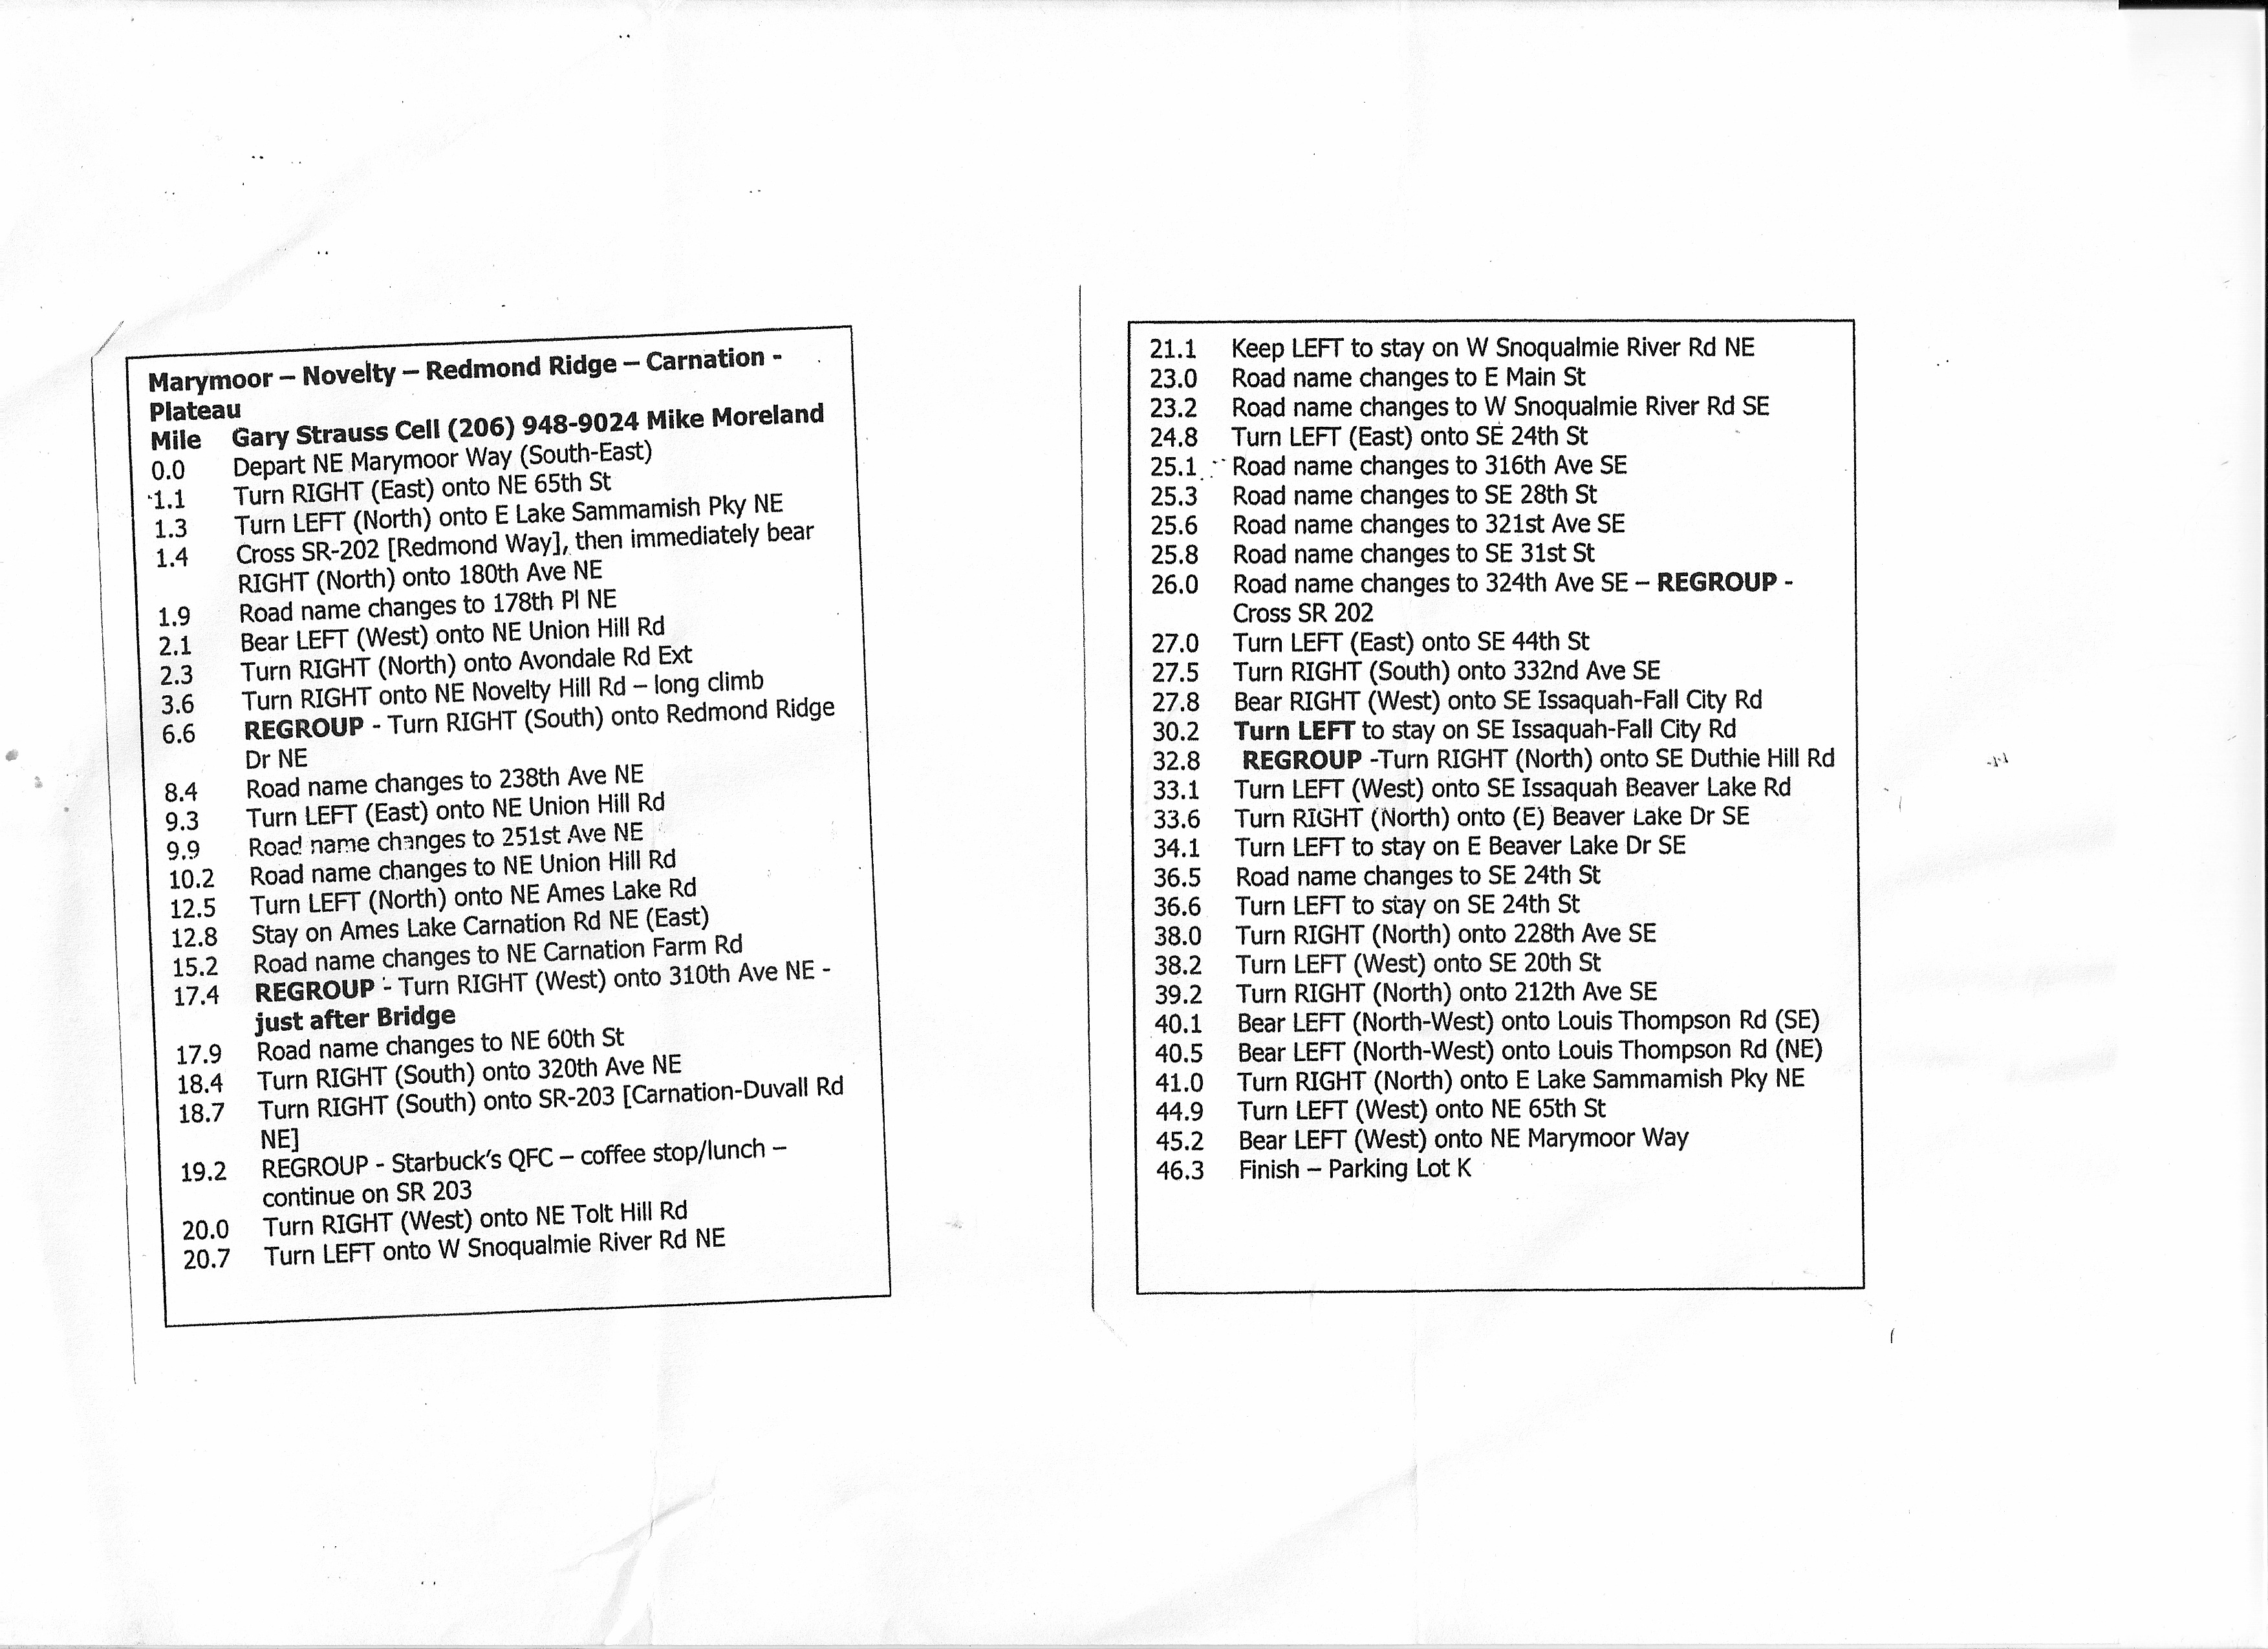 Marymoor – Novelty – Redmond Ridge – Carnation -
Plateau
Mile Gary Strauss Cell (206) 948-9024 Mike Moreland
0.0 Depart NE Marymoor Way (South-East)
1.1 Turn RIGHT (East) onto NE 65th St
1.3 Turn LEFT (North) onto E Lake Sammamish Pky NE
1.4 Cross SR-202 [Redmond Way], then immediately bear
RIGHT (North) onto 180th Ave NE
1.9 Road name changes to 178th Pl NE
2.1 Bear LEFT (West) onto NE Union Hill Rd
2.3 Turn RIGHT (North) onto Avondale Rd Ext
3.6 Turn RIGHT onto NE Novelty Hill Rd – long climb
6.6 REGROUP - Turn RIGHT (South) onto Redmond Ridge
Dr NE
8.4 Road name changes to 238th Ave NE
9.3 Turn LEFT (East) onto NE Union Hill Rd
9.9 Road name changes to 251st Ave NE
10.2 Road name changes to NE Union Hill Rd
12.5 Turn LEFT (North) onto NE Ames Lake Rd
12.8 Stay on Ames Lake Carnation Rd NE (East)
15.2 Road name changes to NE Carnation Farm Rd
17.4 REGROUP - Turn RIGHT (West) onto 310th Ave NE -
just after Bridge
17.9 Road name changes to NE 60th St
18.4 Turn RIGHT (South) onto 320th Ave NE
18.7 Turn RIGHT (South) onto SR-203 [Carnation-Duvall Rd
NE]
19.2 REGROUP - Starbuck's QFC – coffee stop/lunch –
continue on SR 203
20.0 Turn RIGHT (West) onto NE Tolt Hill Rd
20.7 Turn LEFT onto W Snoqualmie River Rd NE
21.1 Keep LEFT to stay on W Snoqualmie River Rd NE
23.0 Road name changes to E Main St
23.2 Road name changes to W Snoqualmie River Rd SE
24.8 Turn LEFT (East) onto SE 24th St
25.1 Road name changes to 316th Ave SE
25.3 Road name changes to SE 28th St
25.6 Road name changes to 321st Ave SE
25.8 Road name changes to SE 31st St
26.0 Road name changes to 324th Ave SE – REGROUP -
Cross SR 202
27.0 Turn LEFT (East) onto SE 44th St
27.5 Turn RIGHT (South) onto 332nd Ave SE
27.8 Bear RIGHT (West) onto SE Issaquah-Fall City Rd
30.2 Turn LEFT to stay on SE Issaquah-Fall City Rd
32.8 REGROUP -Turn RIGHT (North) onto SE Duthie Hill Rd
33.1 Turn LEFT (West) onto SE Issaquah Beaver Lake Rd
33.6 Turn RIGHT (North) onto (E) Beaver Lake Dr SE
34.1 Turn LEFT to stay on E Beaver Lake Dr SE
36.5 Road name changes to SE 24th St
36.6 Turn LEFT to stay on SE 24th St
38.0 Turn RIGHT (North) onto 228th Ave SE
38.2 Turn LEFT (West) onto SE 20th St
39.2 Turn RIGHT (North) onto 212th Ave SE
40.1 Bear LEFT (North-West) onto Louis Thompson Rd (SE)
40.5 Bear LEFT (North-West) onto Louis Thompson Rd (NE)
41.0 Turn RIGHT (North) onto E Lake Sammamish Pky NE
44.9 Turn LEFT (West) onto NE 65th St
45.2 Bear LEFT (West) onto NE Marymoor Way
46.3 Finish – Parking Lot K